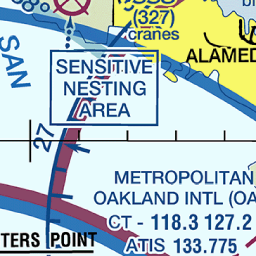 (327)
cranes
ALAMED
SAN
SENSITIVE
NESTING
AREA
27
METROPOLITAN
OAKLAND INTL (OA
CT - 118.3 127.2
ATIS 133.775
TERS POINT